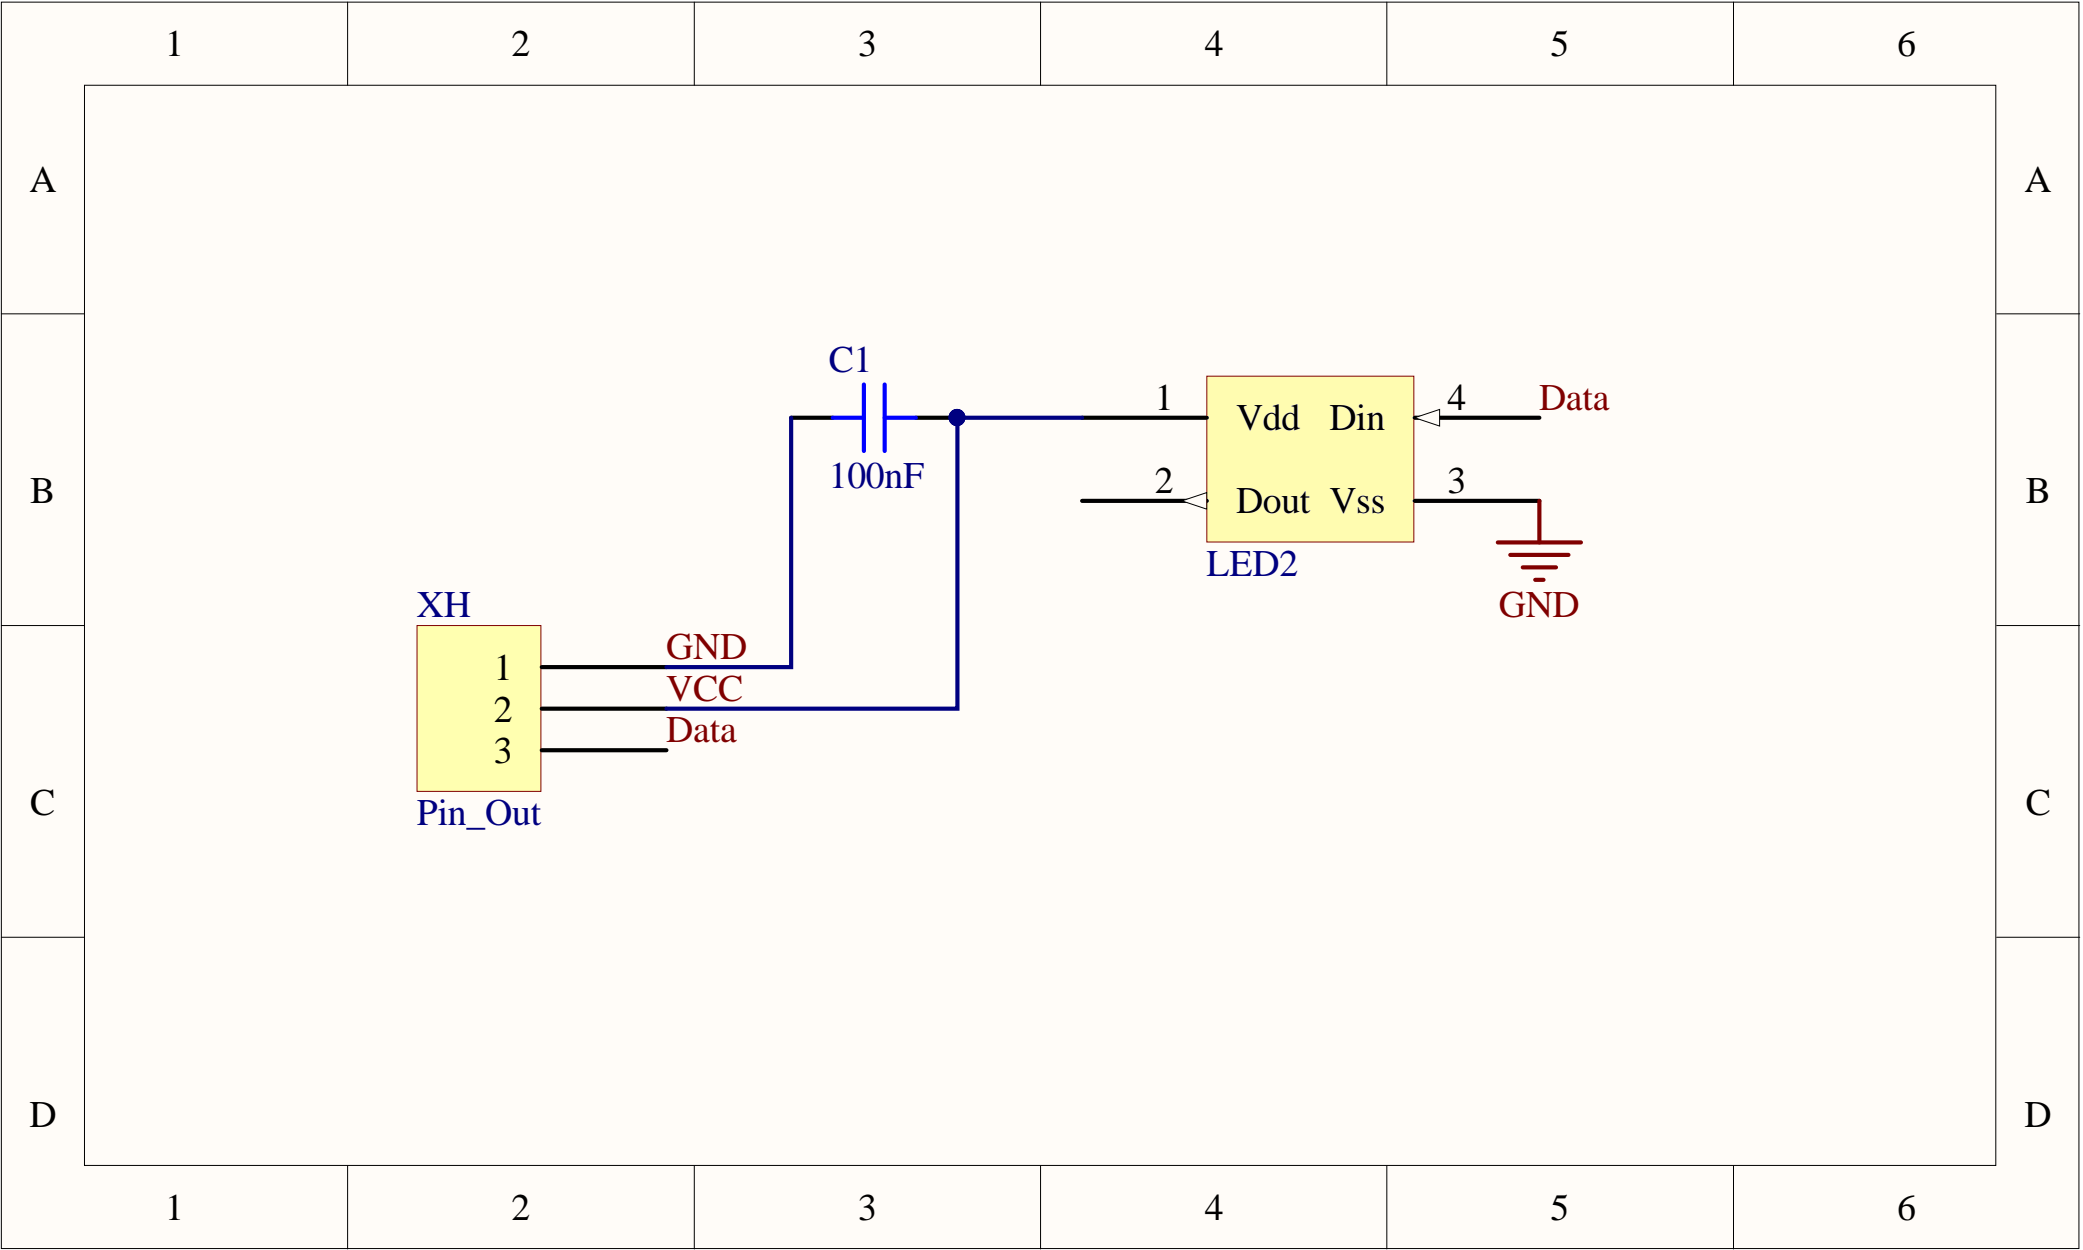 1 2 3 4 5 6
A A
C1
1 Vdd Din 4 Data
100nF
B B
2 Dout Vss 3
LED2
GND
XH
1 GND
2 VCC
3 Data
Pin_Out
C C
D D
1 2 3 4 5 6